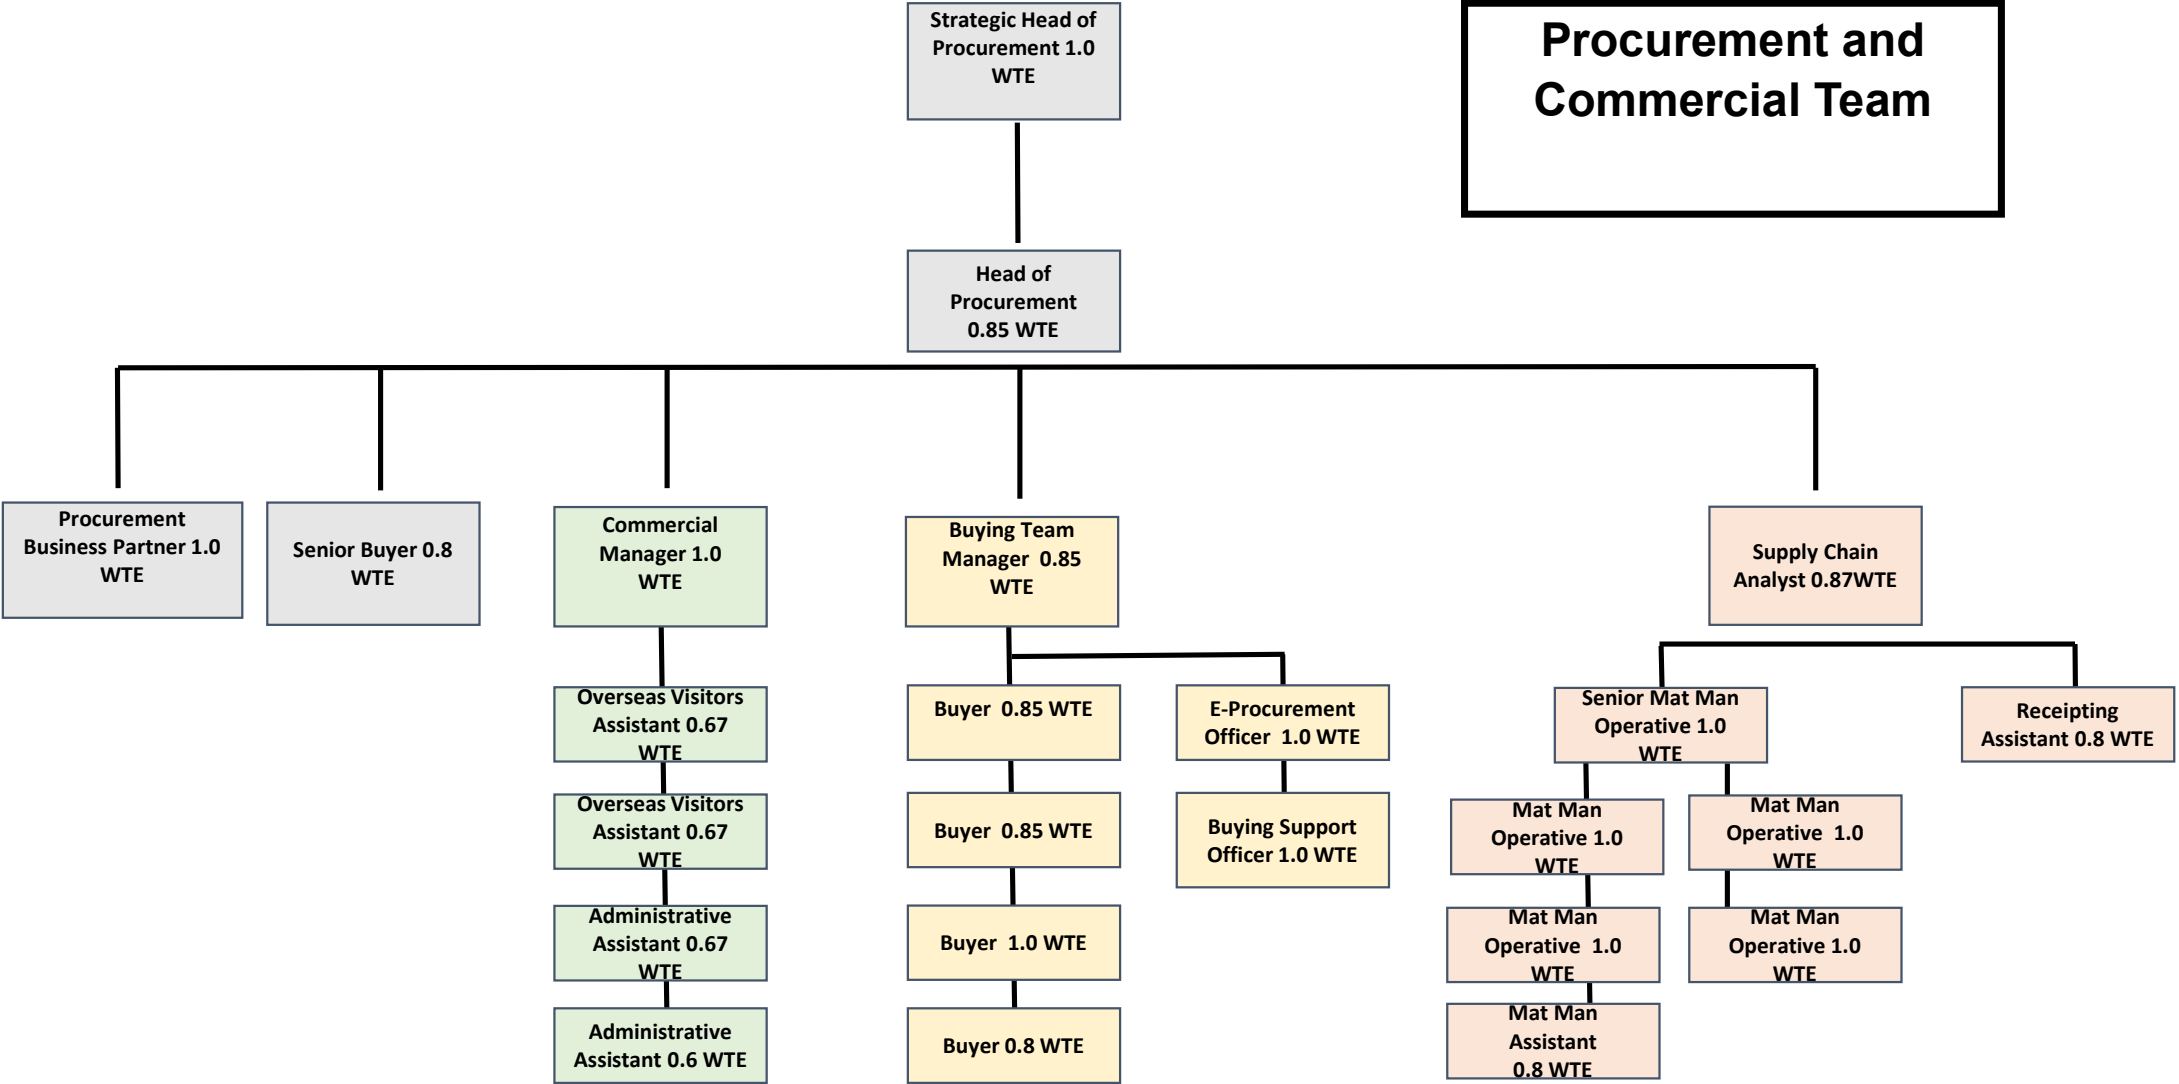 Strategic Head of
Procurement 1.0
WTE
Procurement and
Commercial Team
Head of
Procurement
0.85 WTE
Procurement
Business Partner 1.0
WTE
Senior Buyer 0.8
WTE
Commercial
Manager 1.0
WTE
Buying Team
Manager 0.85
WTE
Supply Chain
Analyst 0.87WTE
Overseas Visitors
Assistant 0.67
WTE
Overseas Visitors
Assistant 0.67
WTE
Administrative
Assistant 0.67
WTE
Administrative
Assistant 0.6 WTE
Buyer 0.85 WTE
Buyer 0.85 WTE
Buyer 1.0 WTE
Buyer 0.8 WTE
E-Procurement
Officer 1.0 WTE
Buying Support
Officer 1.0 WTE
Senior Mat Man
Operative 1.0
WTE
Mat Man
Operative 1.0
WTE
Mat Man
Operative 1.0
WTE
Mat Man
Assistant
0.8 WTE
Mat Man
Operative 1.0
WTE
Mat Man
Operative 1.0
WTE
Receipting
Assistant 0.8 WTE